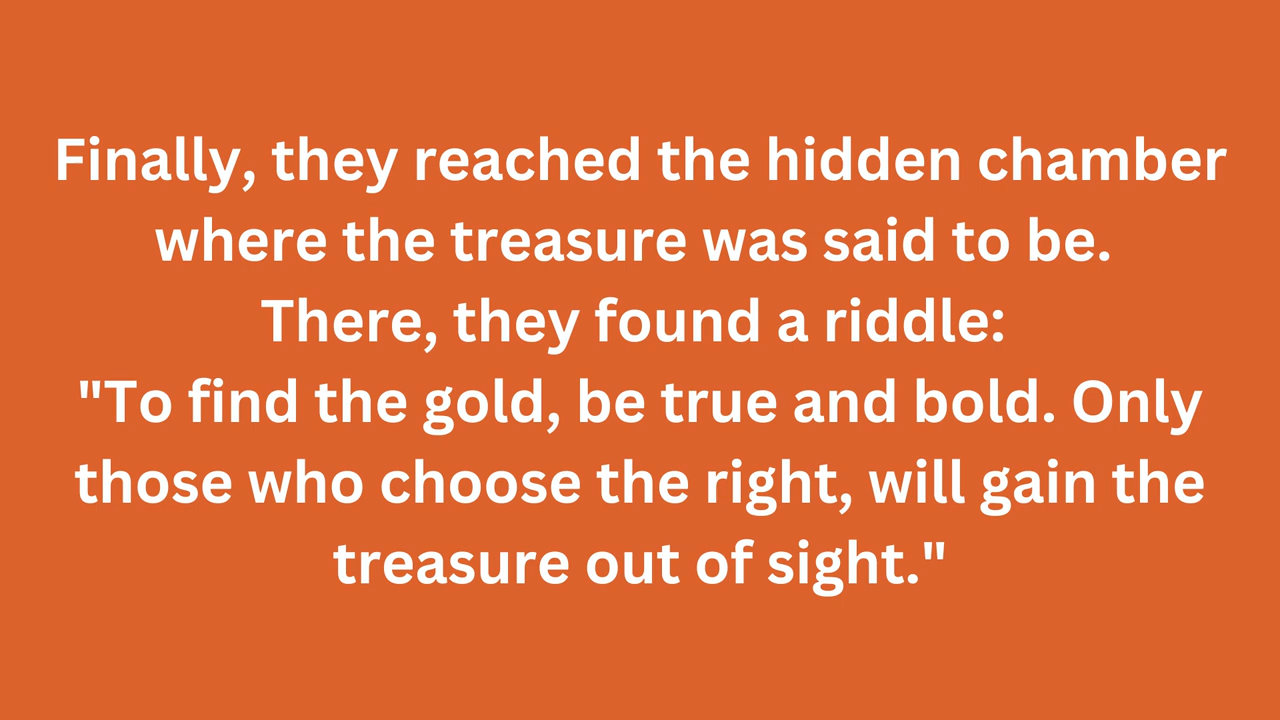 Finally, they reached the hidden chamber
where the treasure was said to be.
There, they found a riddle:
"To find the gold, be true and bold. Only
those who choose the right, will gain the
treasure out of sight."